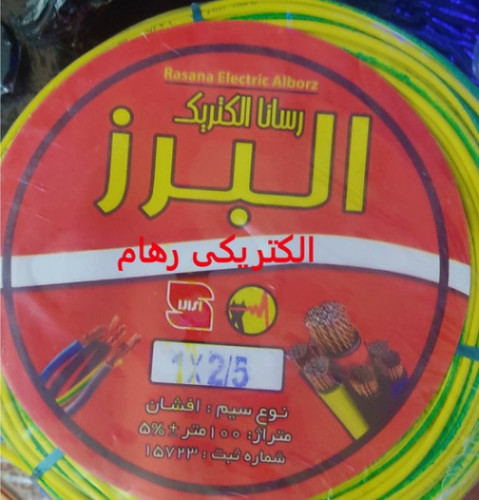 Rasana Electric Alborz
رسانا الکتریک
البرز
الکتریکی رهام
1X2/5
نوع سیم : افشان
متراژ: ۱۰۰ متر ± ۵%
شماره ثبت : ۱۵۷۲۳